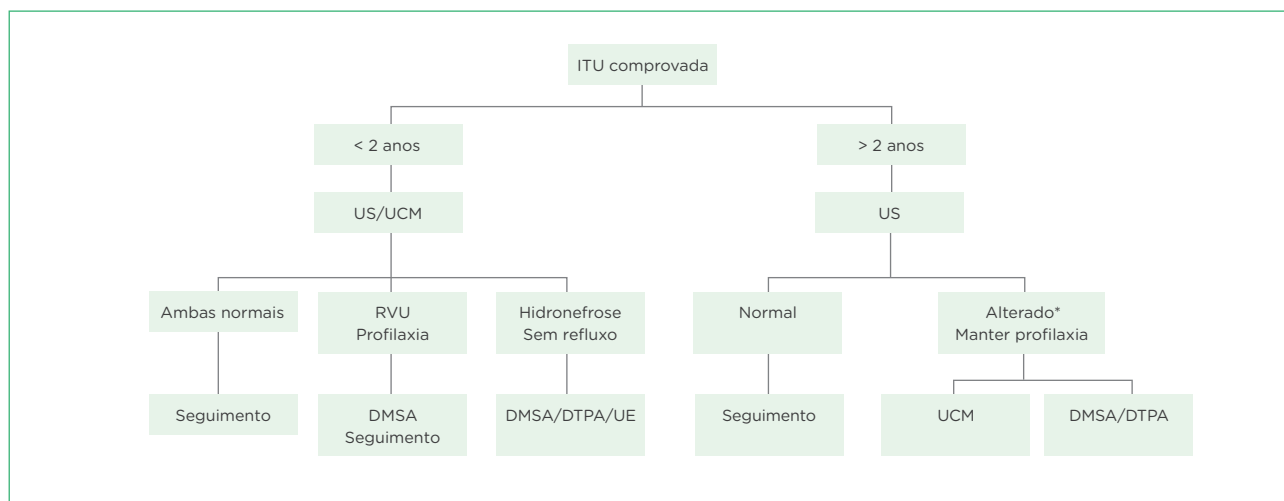 ITU comprovada
< 2 anos
> 2 anos
US/UCM
US
Ambas normais
RVU
Profilaxia
Hidronefrose
Sem refluxo
Normal
Alterado*
Manter profilaxia
Seguimento
DMSA
Seguimento
DMSA/DTPA/UE
Seguimento
UCM
DMSA/DTPA